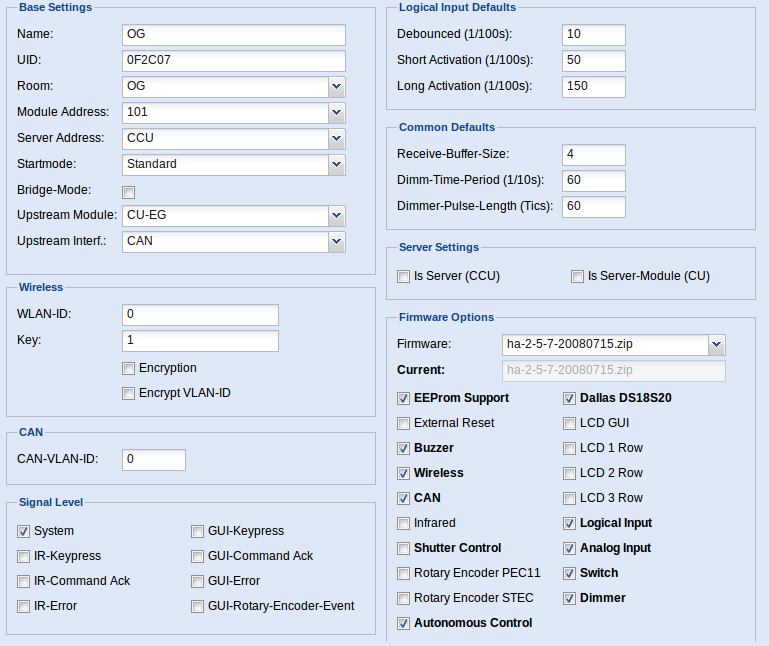 Base Settings
Name: OG
UID: 0F2C07
Room: OG
Module Address: 101
Server Address: CCU
Startmode: Standard
Bridge-Mode:
Upstream Module: CU-EG
Upstream Interf.: CAN
Wireless
WLAN-ID: 0
Key: 1
Encryption
Encrypt VLAN-ID
CAN
CAN-VLAN-ID: 0
Signal Level
System GUI-Keypress
IR-Keypress GUI-Command Ack
IR-Command Ack GUI-Error
IR-Error GUI-Rotary-Encoder-Event
Logical Input Defaults
Debounced (1/100s): 10
Short Activation (1/100s): 50
Long Activation (1/100s): 150
Common Defaults
Receive-Buffer-Size: 4
Dimm-Time-Period (1/10s): 60
Dimmer-Pulse-Length (Tics): 60
Server Settings
Is Server (CCU) Is Server-Module (CU)
Firmware Options
Firmware: ha-2-5-7-20080715.zip
Current: ha-2-5-7-20080715.zip
EEProm Support Dallas DS18S20
External Reset LCD GUI
Buzzer LCD 1 Row
Wireless LCD 2 Row
CAN LCD 3 Row
Infrared Logical Input
Shutter Control Analog Input
Rotary Encoder PEC11 Switch
Rotary Encoder STEC Dimmer
Autonomous Control